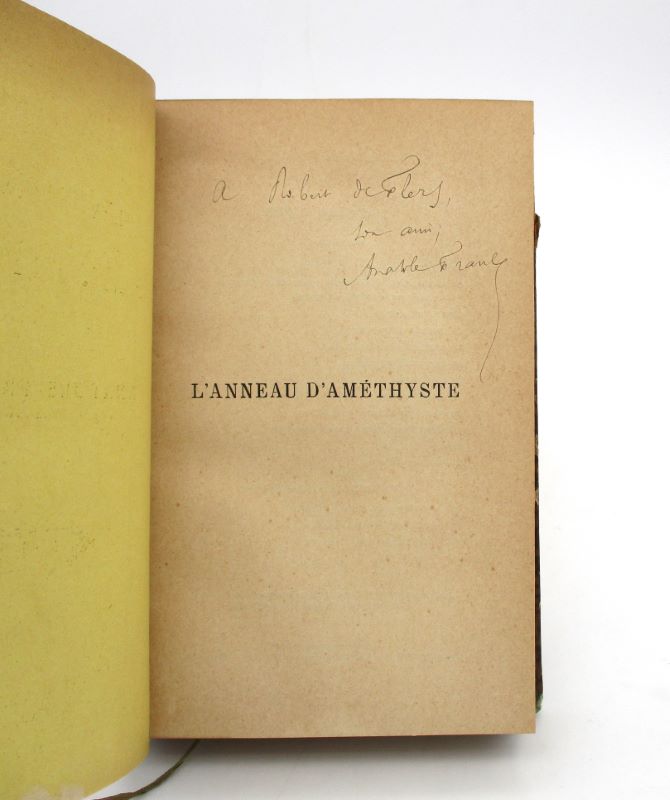 A Robert de Flers,
son ami,
Anatole France
L'ANNEAU D'AMÉTHYSTE